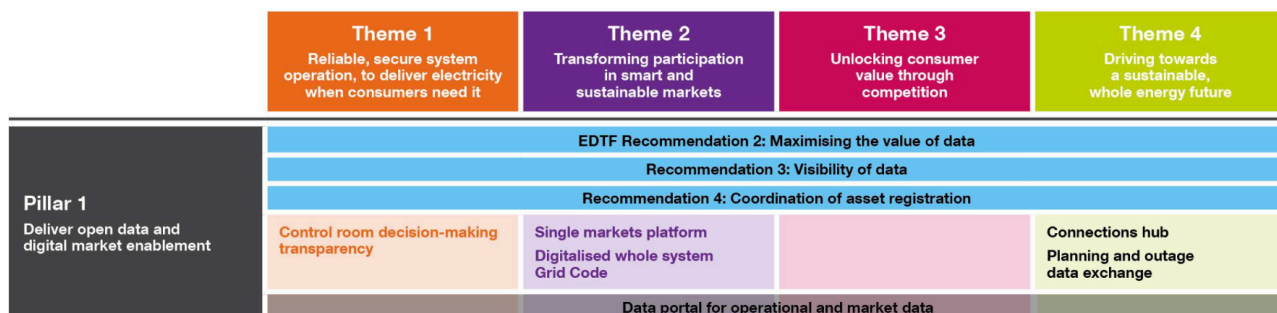 Theme 1
Reliable, secure system
operation, to deliver electricity
when consumers need it
Theme 2
Transforming participation
in smart and
sustainable markets
Theme 3
Unlocking consumer
value through
competition
Theme 4
Driving towards
a sustainable,
whole energy future
Pillar 1
Deliver open data and
digital market enablement
EDTF Recommendation 2: Maximising the value of data
Recommendation 3: Visibility of data
Recommendation 4: Coordination of asset registration
Control room decision-making
transparency
Single markets platform
Digitalised whole system
Grid Code
Connections hub
Planning and outage
data exchange
Data portal for operational and market data